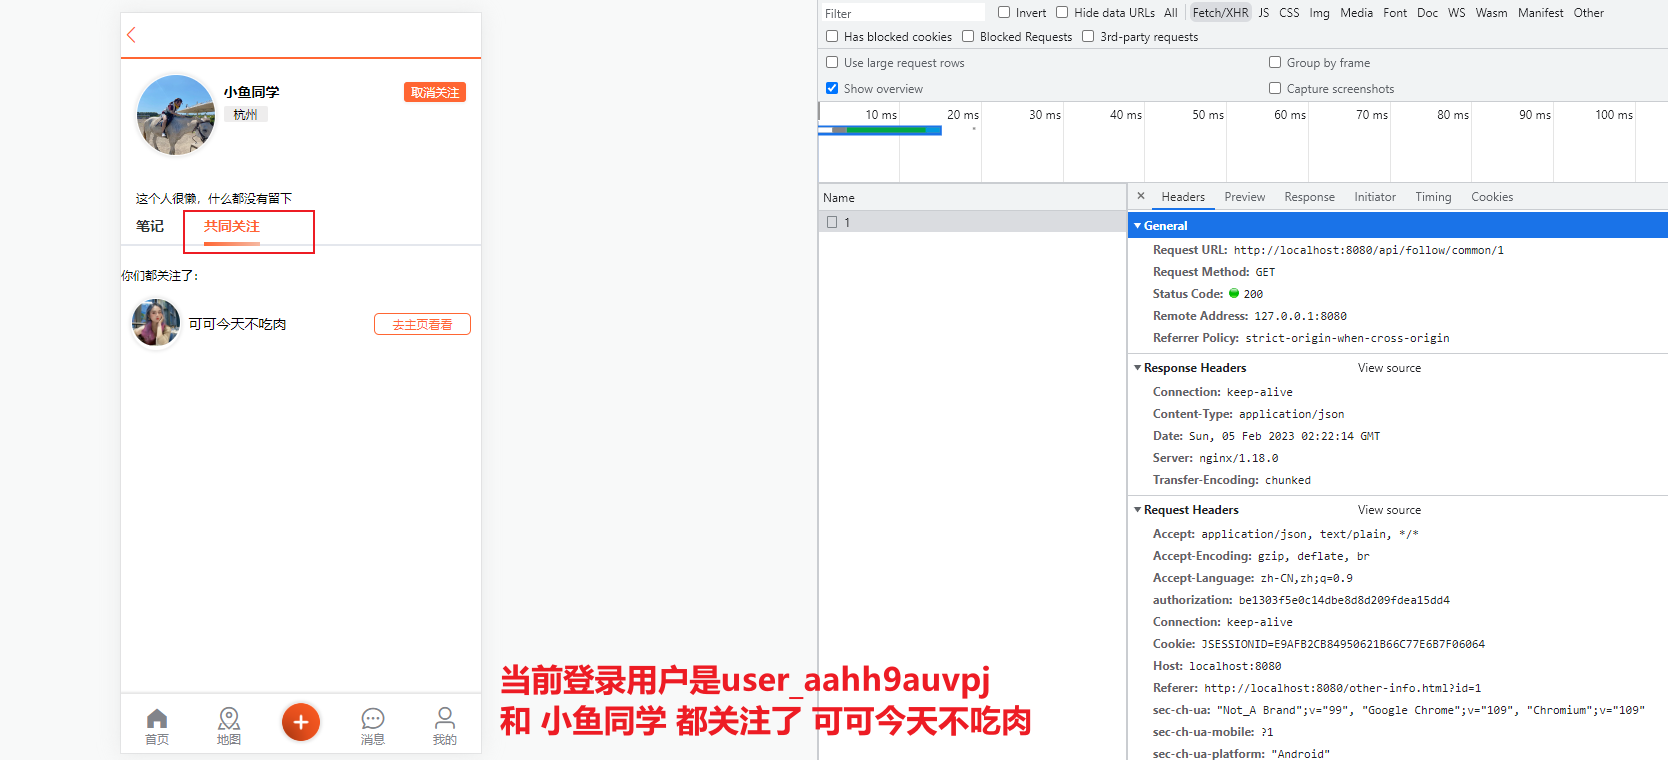 小鱼同学
取消关注
杭州
这个人很懒，什么都没有留下
笔记
共同关注
你们都关注了：
可可今天不吃肉
去主页看看
首页
地图
消息
我的
当前登录用户是user_aahh9auvpj
和 小鱼同学 都关注了 可可今天不吃肉
Filter
Invert
Hide data URLs
All
Fetch/XHR
JS
CSS
Img
Media
Font
Doc
WS
Wasm
Manifest
Other
Has blocked cookies
Blocked Requests
3rd-party requests
Use large request rows
Group by frame
Show overview
Capture screenshots
10 ms
20 ms
30 ms
40 ms
50 ms
60 ms
70 ms
80 ms
90 ms
100 ms
Name
1
Headers
Preview
Response
Initiator
Timing
Cookies
General
Request URL: http://localhost:8080/api/follow/common/1
Request Method: GET
Status Code: 200
Remote Address: 127.0.0.1:8080
Referrer Policy: strict-origin-when-cross-origin
Response Headers
View source
Connection: keep-alive
Content-Type: application/json
Date: Sun, 05 Feb 2023 02:22:14 GMT
Server: nginx/1.18.0
Transfer-Encoding: chunked
Request Headers
View source
Accept: application/json, text/plain, */*
Accept-Encoding: gzip, deflate, br
Accept-Language: zh-CN,zh;q=0.9
authorization: be1303f5e0c14dbe8d8d209fdea15dd4
Connection: keep-alive
Cookie: JSESSIONID=E9AFB2CB84950621B66C77E6B7F06064
Host: localhost:8080
Referer: http://localhost:8080/other-info.html?id=1
sec-ch-ua: "Not_A Brand";v="99", "Google Chrome";v="109", "Chromium";v="109"
sec-ch-ua-mobile: ?1
sec-ch-ua-platform: "Android"